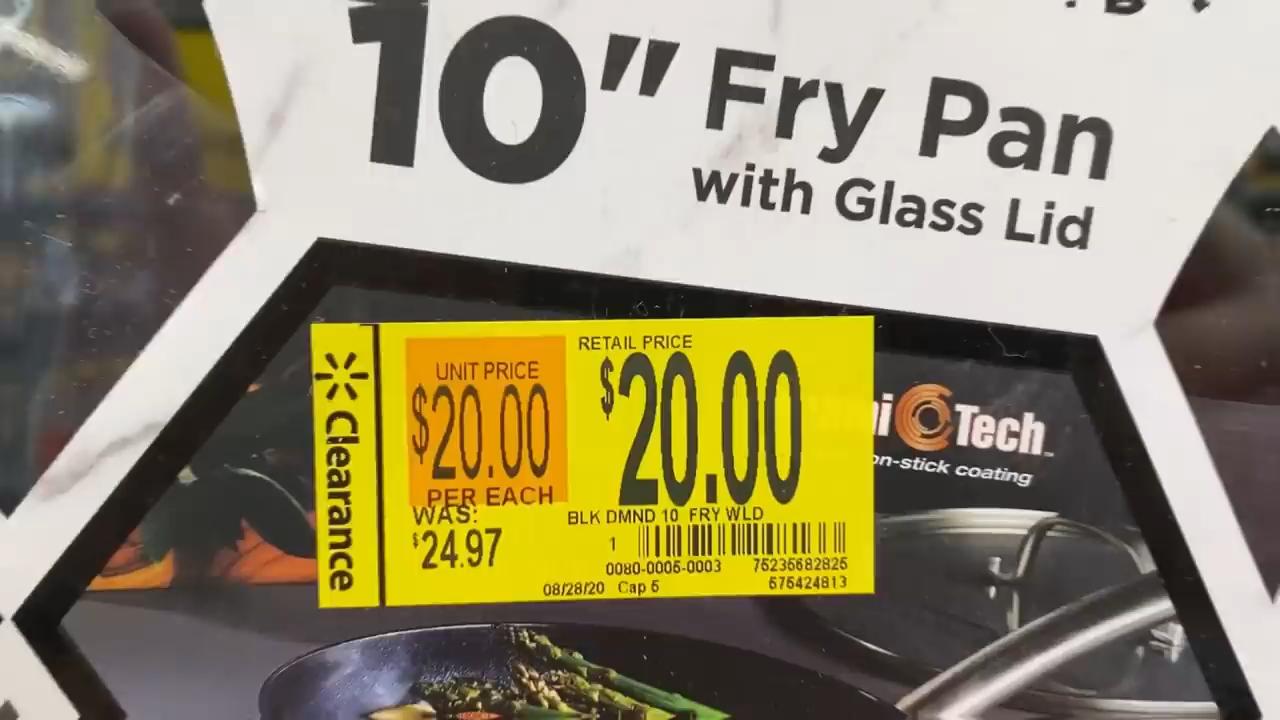 10" Fry Pan
with Glass Lid
Clearance
UNIT PRICE
$20.00
PER EACH
WAS:
$24.97
RETAIL PRICE
$20.00
BLK DMND 10 FRY WLD
1
0080-0005-0003 75235682825
08/28/20 Cap 5 575424813
Tech
on-stick coating